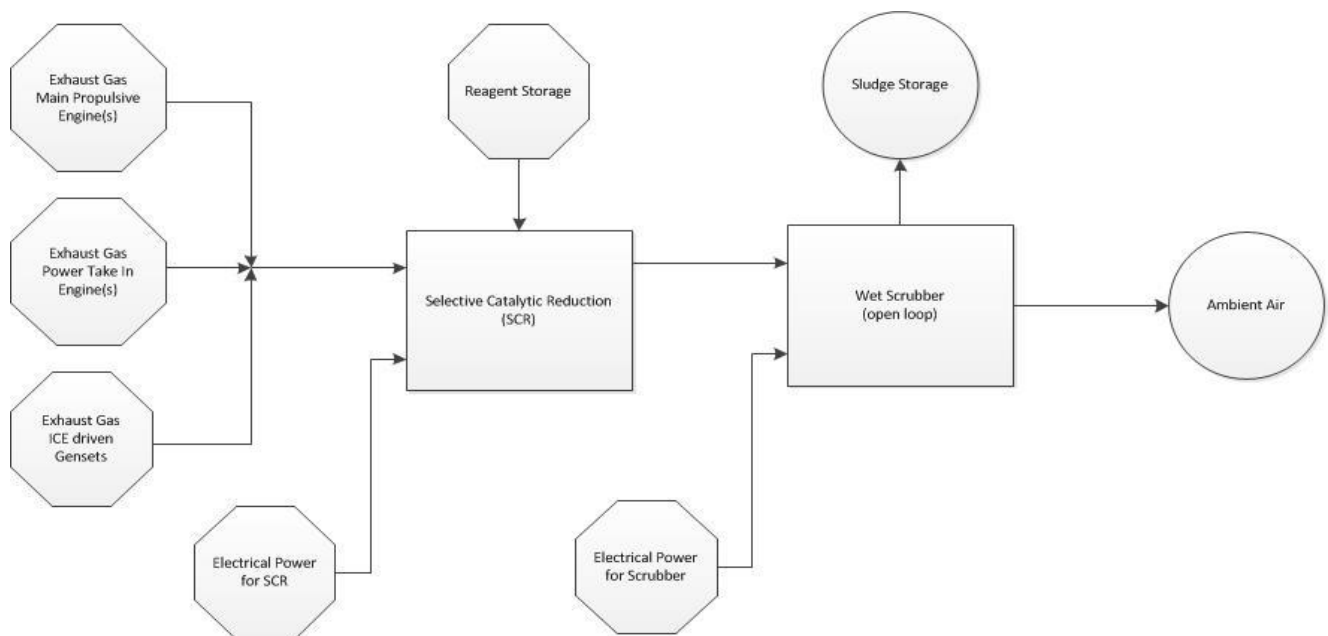 Exhaust Gas
Main Propulsive
Engine(s)
Reagent Storage
Sludge Storage
Exhaust Gas
Power Take In
Engine(s)
Selective Catalytic Reduction
(SCR)
Wet Scrubber
(open loop)
Ambient Air
Exhaust Gas
ICE driven
Gensets
Electrical Power
for SCR
Electrical Power
for Scrubber